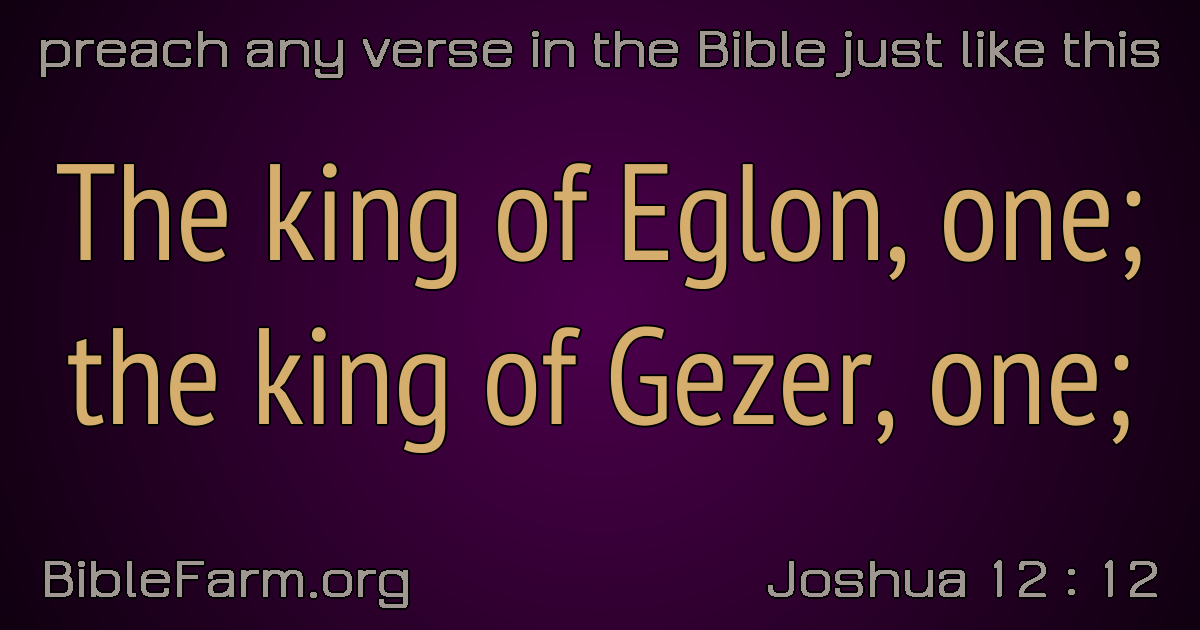 preach any verse in the Bible just like this
The king of Eglon, one;
the king of Gezer, one;
BibleFarm.org
Joshua 12 : 12